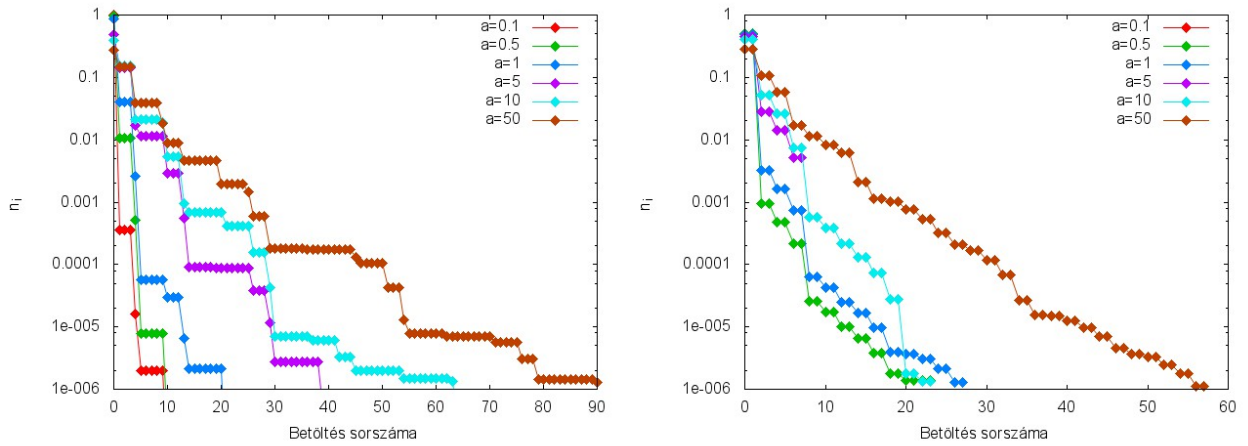 1
0.1
0.01
0.001
0.0001
1e-005
1e-006
0 10 20 30 40 50 60 70 80 90
n_i
Betöltés sorszáma
a=0.1
a=0.5
a=1
a=5
a=10
a=50
1
0.1
0.01
0.001
0.0001
1e-005
1e-006
0 10 20 30 40 50 60
n_i
Betöltés sorszáma
a=0.1
a=0.5
a=1
a=5
a=10
a=50